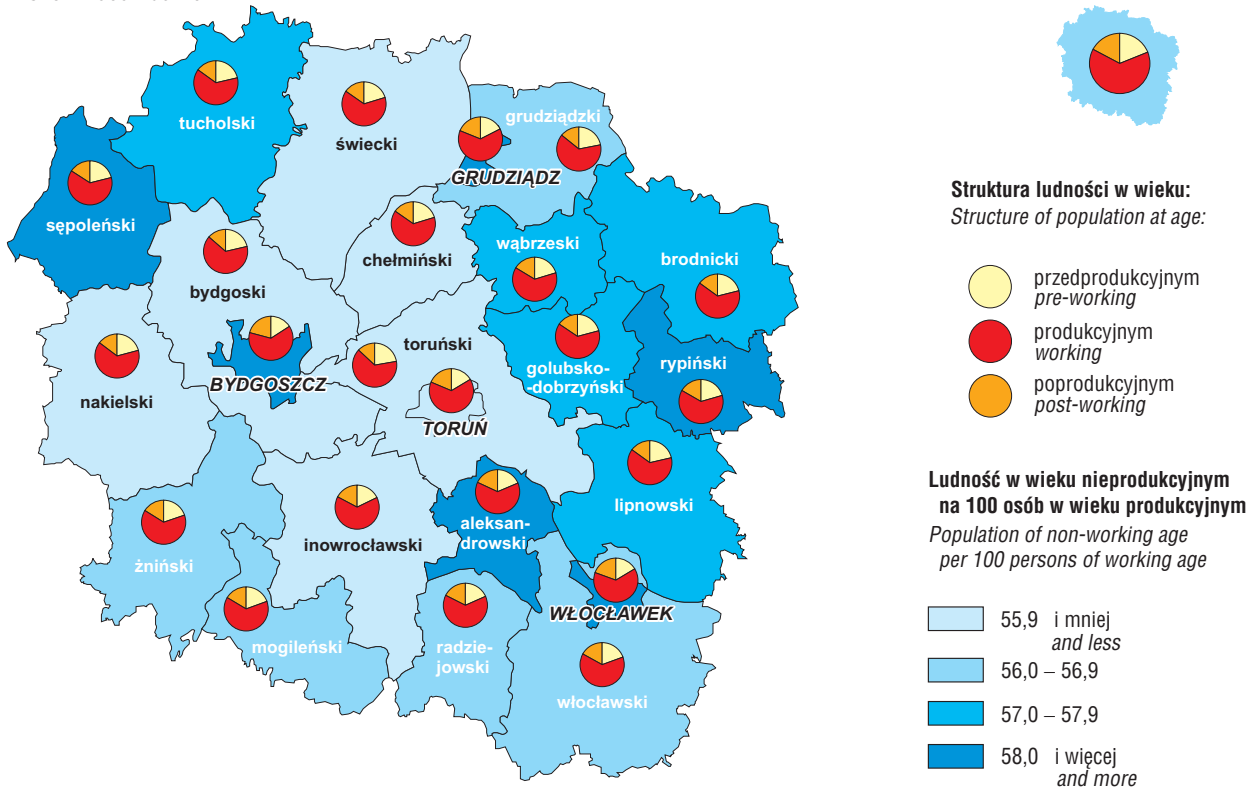 tucholski
świecki
grudziądzki
GRUDZIĄDZ
sępoleński
chełmiński
wąbrzeski
brodnicki
bydgoski
toruński
golubsko-
-dobrzyński
rypiński
BYDGOSZCZ
nakielski
TORUŃ
lipnowski
aleksan-
drowski
inowrocławski
żniński
WŁOCŁAWEK
mogileński
radzie-
jowski
włocławski
Struktura ludności w wieku:
Structure of population at age:
przedprodukcyjnym
pre-working
produkcyjnym
working
poprodukcyjnym
post-working
Ludność w wieku nieprodukcyjnym
na 100 osób w wieku produkcyjnym
Population of non-working age
per 100 persons of working age
55,9 i mniej
and less
56,0 – 56,9
57,0 – 57,9
58,0 i więcej
and more